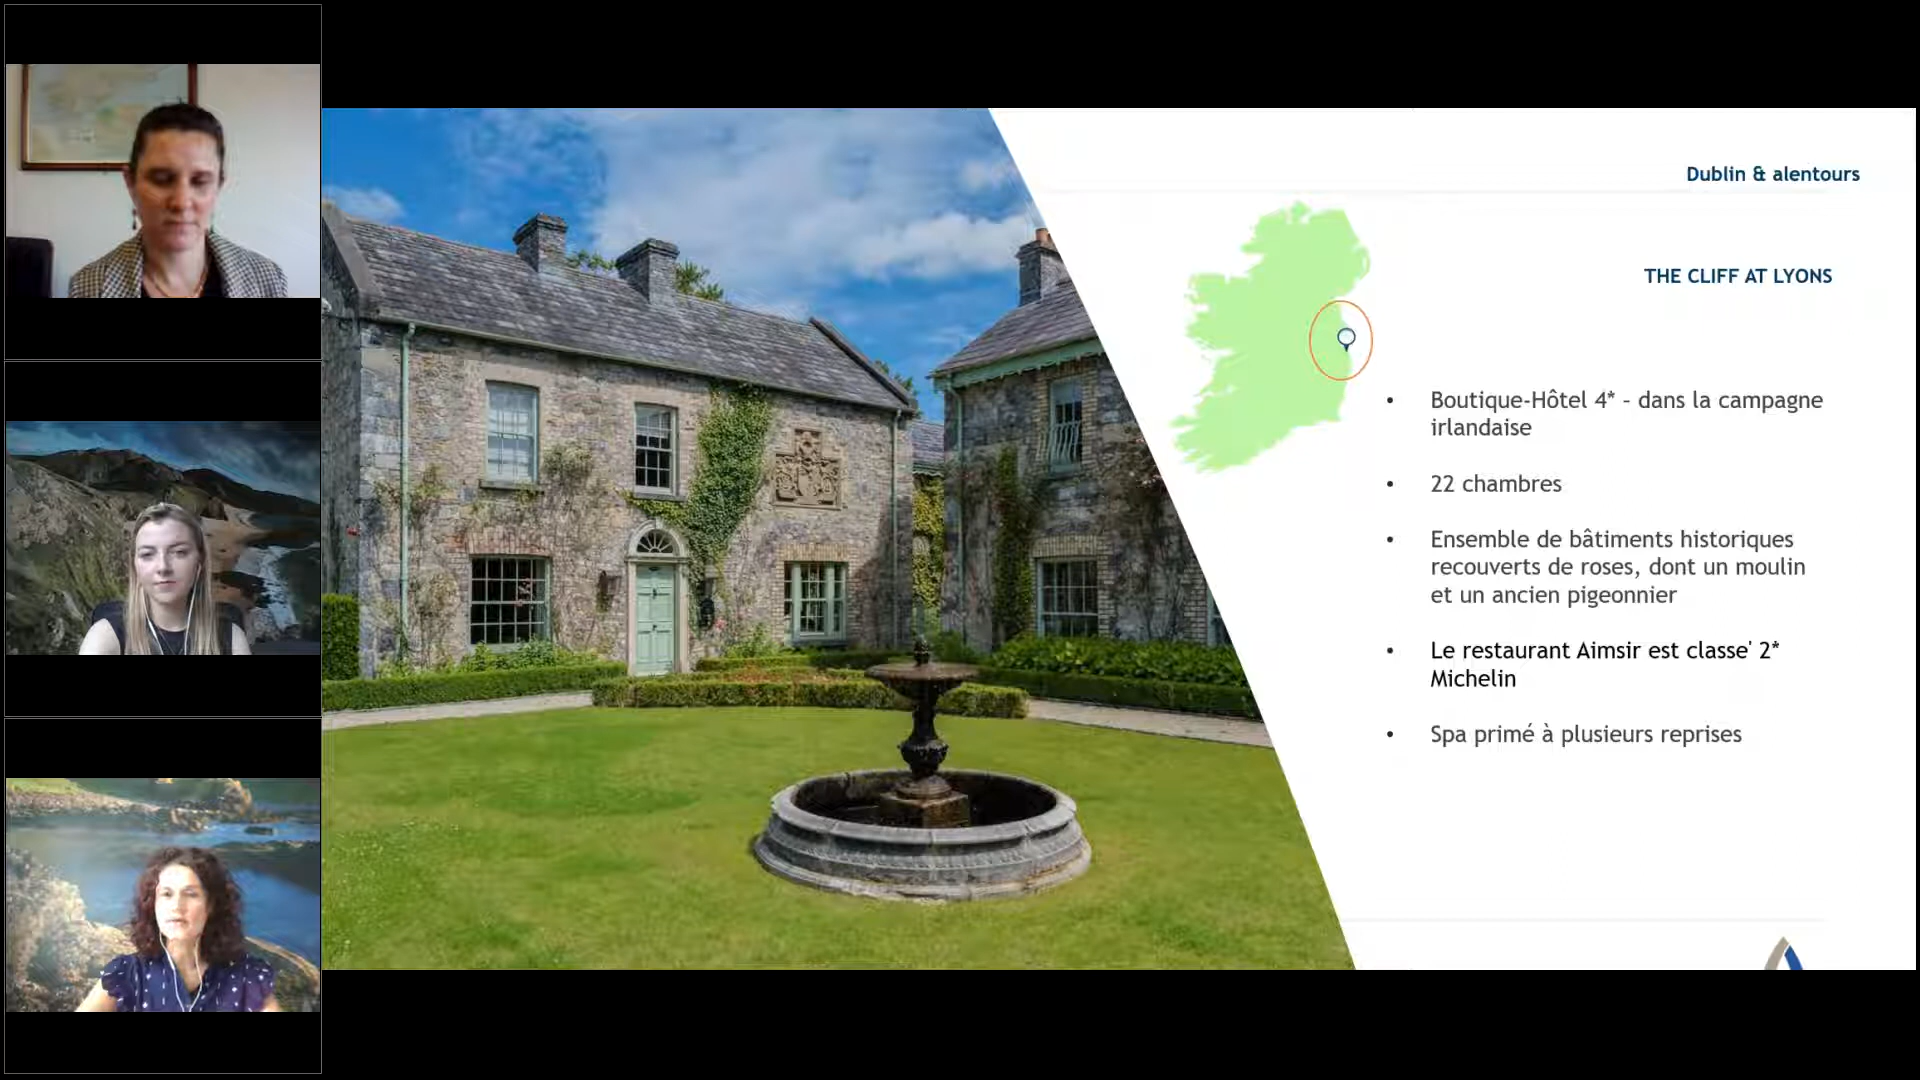 Dublin & alentours
THE CLIFF AT LYONS
• Boutique-Hôtel 4* - dans la campagne
irlandaise
• 22 chambres
• Ensemble de bâtiments historiques
recouverts de roses, dont un moulin
et un ancien pigeonnier
• Le restaurant Aimsir est classe' 2*
Michelin
• Spa primé à plusieurs reprises